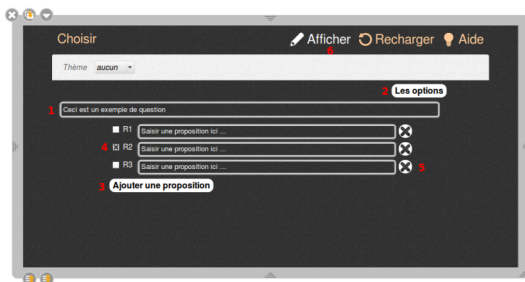 Choisir
Afficher Recharger Aide
6
Thème aucun
2 Les options
1 Ceci est un exemple de question
R1 Saisir une proposition ici ....
4 R2 Saisir une proposition ici ....
R3 Saisir une proposition ici ....
5
3 Ajouter une proposition